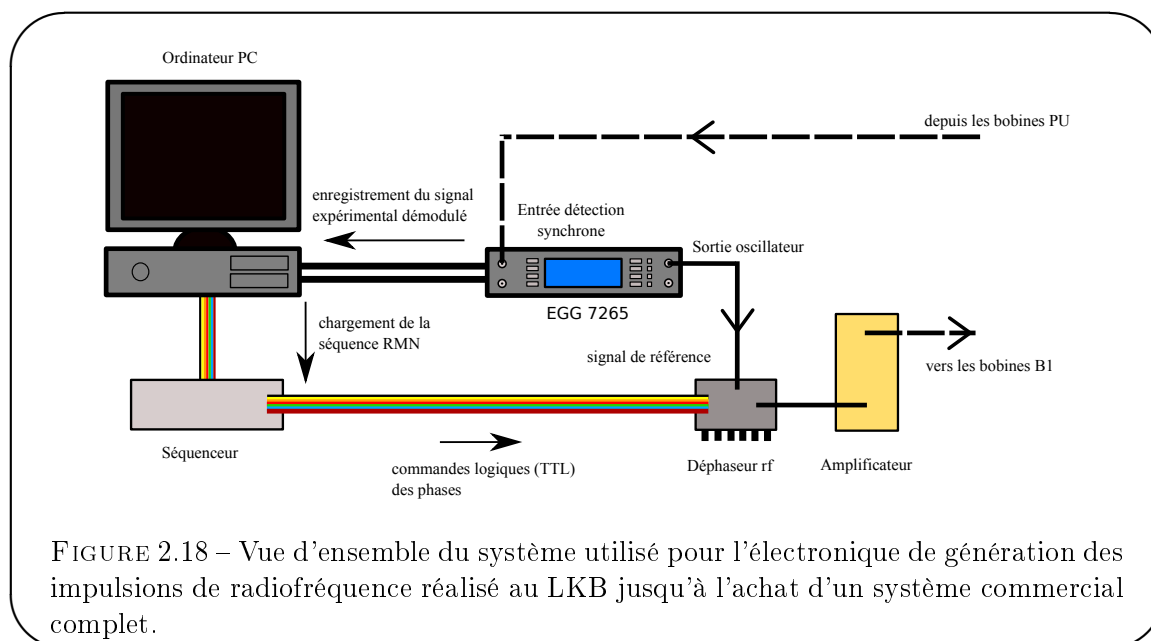 Ordinateur PC
depuis les bobines PU
enregistrement du signal
expérimental démodulé
Entrée détection
synchrone
Sortie oscillateur
EGG 7265
chargement de la
séquence RMN
signal de référence
vers les bobines B1
Séquenceur
commandes logiques (TTL)
des phases
Déphaseur rf
Amplificateur
FIGURE 2.18 – Vue d'ensemble du système utilisé pour l'électronique de génération des
impulsions de radiofréquence réalisé au LKB jusqu'à l'achat d'un système commercial
complet.